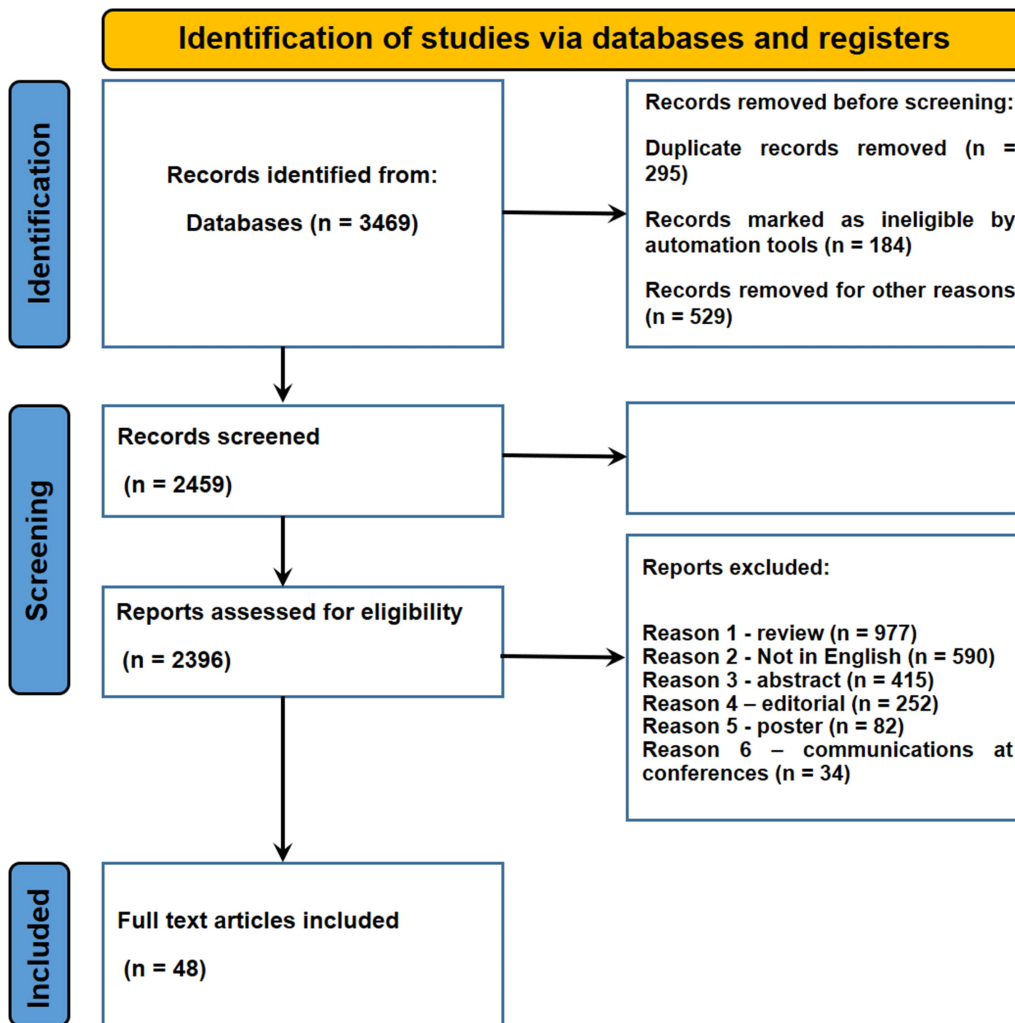 Identification of studies via databases and registers
Identification
Records identified from:
Databases (n = 3469)
Records removed before screening:
Duplicate records removed (n =
295)
Records marked as ineligible by
automation tools (n = 184)
Records removed for other reasons
(n = 529)
Screening
Records screened
(n = 2459)
Reports assessed for eligibility
(n = 2396)
Reports excluded:
Reason 1 - review (n = 977)
Reason 2 - Not in English (n = 590)
Reason 3 - abstract (n = 415)
Reason 4 – editorial (n = 252)
Reason 5 - poster (n = 82)
Reason 6 – communications at
conferences (n = 34)
Included
Full text articles included
(n = 48)